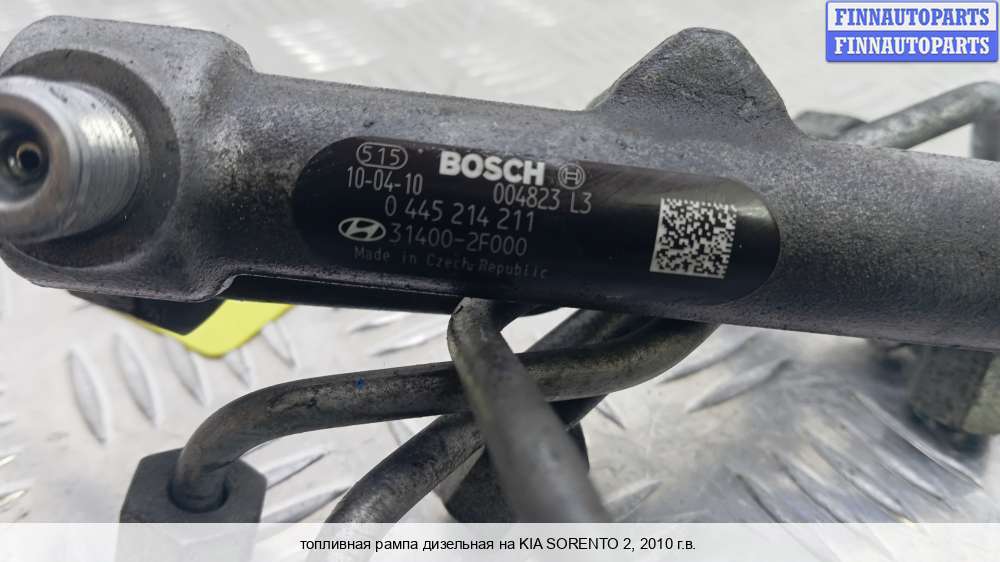 FINNAUTOPARTS
FINNAUTOPARTS
515 BOSCH
10-04-10 004823 L3
0 445 214 211
31400-2F000
Made in Czech Republic
топливная рампа дизельная на KIA SORENTO 2, 2010 г.в.